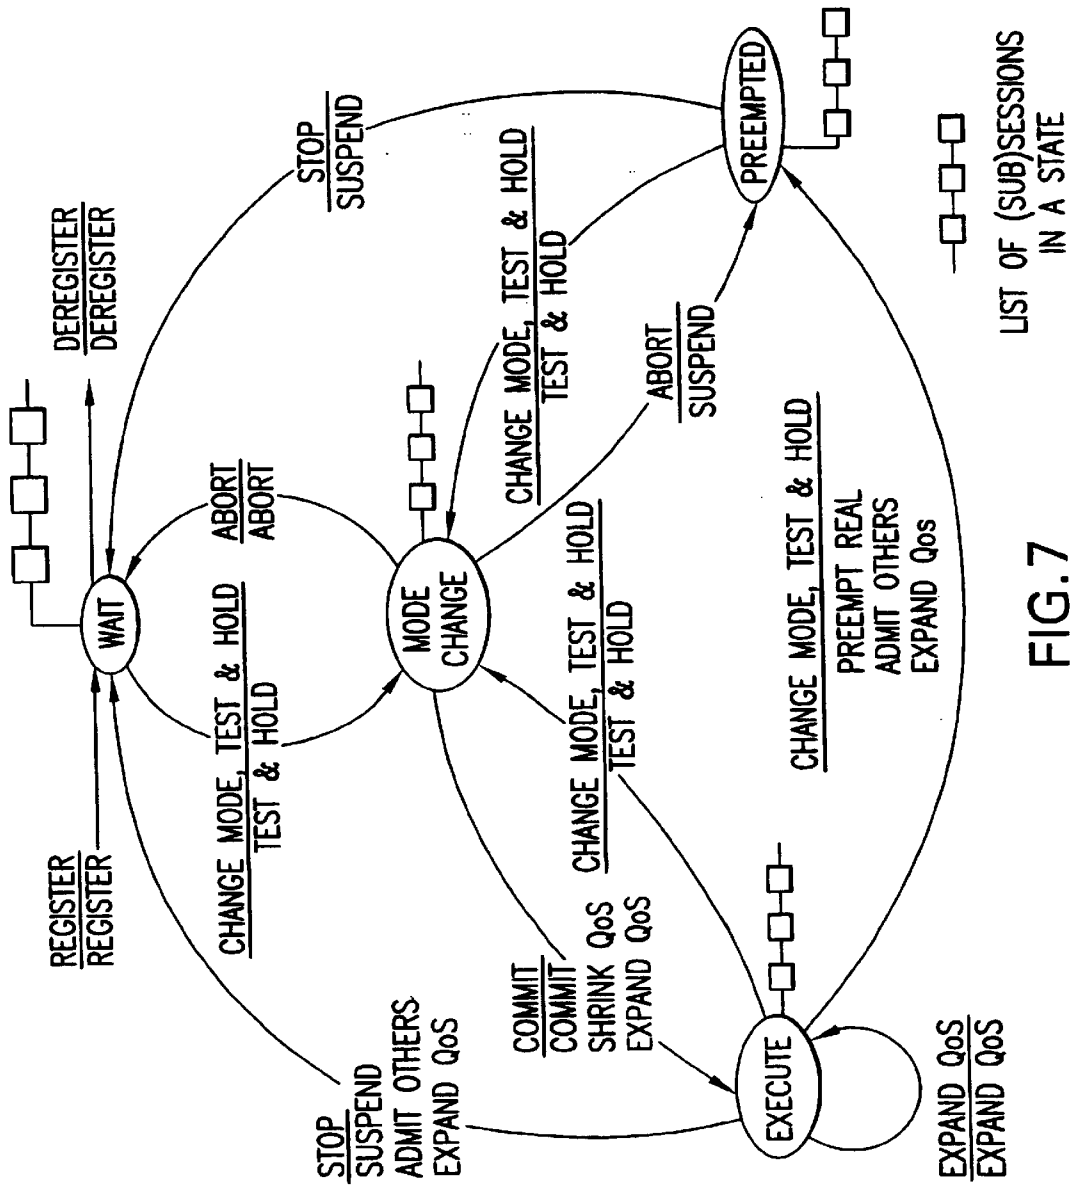 REGISTER
REGISTER
DEREGISTER
DEREGISTER
WAIT
STOP
SUSPEND
ADMIT OTHERS
EXPAND QoS
CHANGE MODE, TEST & HOLD
TEST & HOLD
ABORT
ABORT
STOP
SUSPEND
MODE
CHANGE
CHANGE MODE, TEST & HOLD
TEST & HOLD
COMMIT
COMMIT
SHRINK QoS
EXPAND QoS
CHANGE MODE, TEST & HOLD
TEST & HOLD
ABORT
SUSPEND
PREEMPTED
EXECUTE
CHANGE MODE, TEST & HOLD
PREEMPT REAL
ADMIT OTHERS
EXPAND Qos
EXPAND QoS
EXPAND QoS
LIST OF (SUB)SESSIONS
IN A STATE
FIG.7